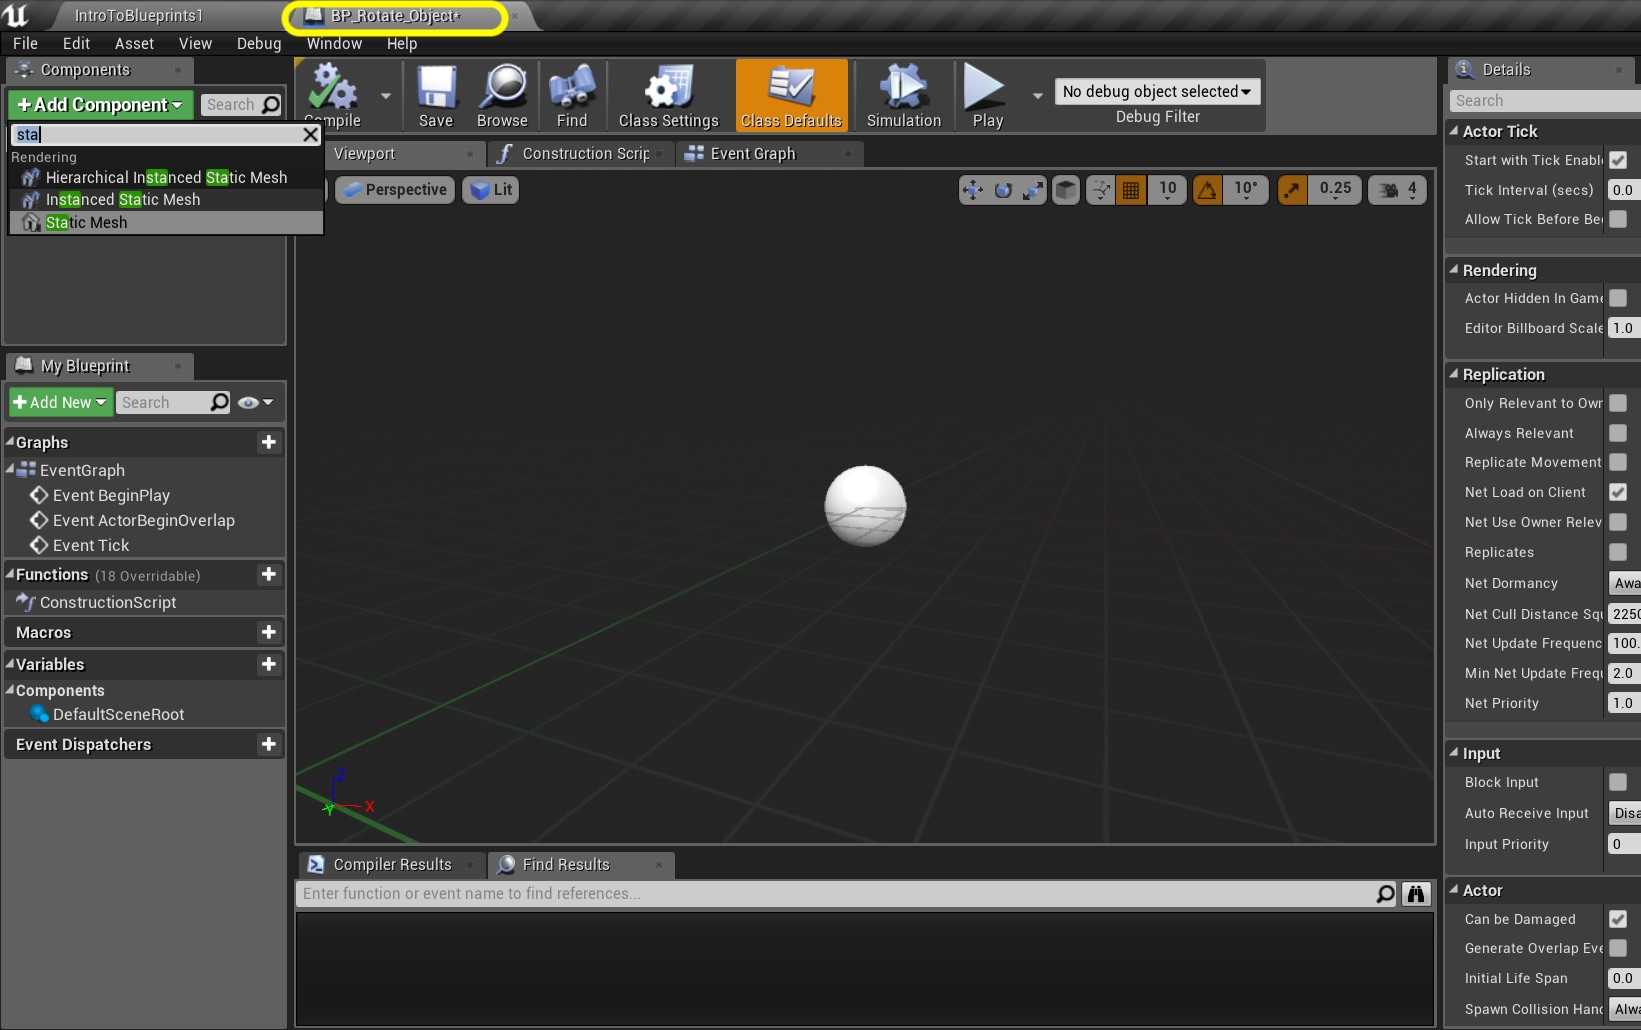 IntroToBlueprints1
BP_Rotate_Object*
File Edit Asset View Debug Window Help
Components
+Add Component
Search
sta
Rendering
Hierarchical Instanced Static Mesh
Instanced Static Mesh
Static Mesh
Compile
Save
Browse
Find
Class Settings
Class Defaults
Simulation
Play
No debug object selected
Debug Filter
Viewport
Construction Scrip
Event Graph
Perspective
Lit
10
10°
0.25
4
My Blueprint
+Add New
Search
Graphs
EventGraph
Event BeginPlay
Event ActorBeginOverlap
Event Tick
Functions (18 Overridable)
ConstructionScript
Macros
Variables
Components
DefaultSceneRoot
Event Dispatchers
Z
Y
X
Compiler Results
Find Results
Enter function or event name to find references...
Details
Search
Actor Tick
Start with Tick Enabl
Tick Interval (secs) 0.0
Allow Tick Before Be
Rendering
Actor Hidden In Game
Editor Billboard Scale 1.0
Replication
Only Relevant to Own
Always Relevant
Replicate Movement
Net Load on Client
Net Use Owner Relev
Replicates
Net Dormancy Awa
Net Cull Distance Squ 2250
Net Update Frequenc 100.
Min Net Update Frequ 2.0
Net Priority 1.0
Input
Block Input
Auto Receive Input Disa
Input Priority 0
Actor
Can be Damaged
Generate Overlap Eve
Initial Life Span 0.0
Spawn Collision Hand Alwa